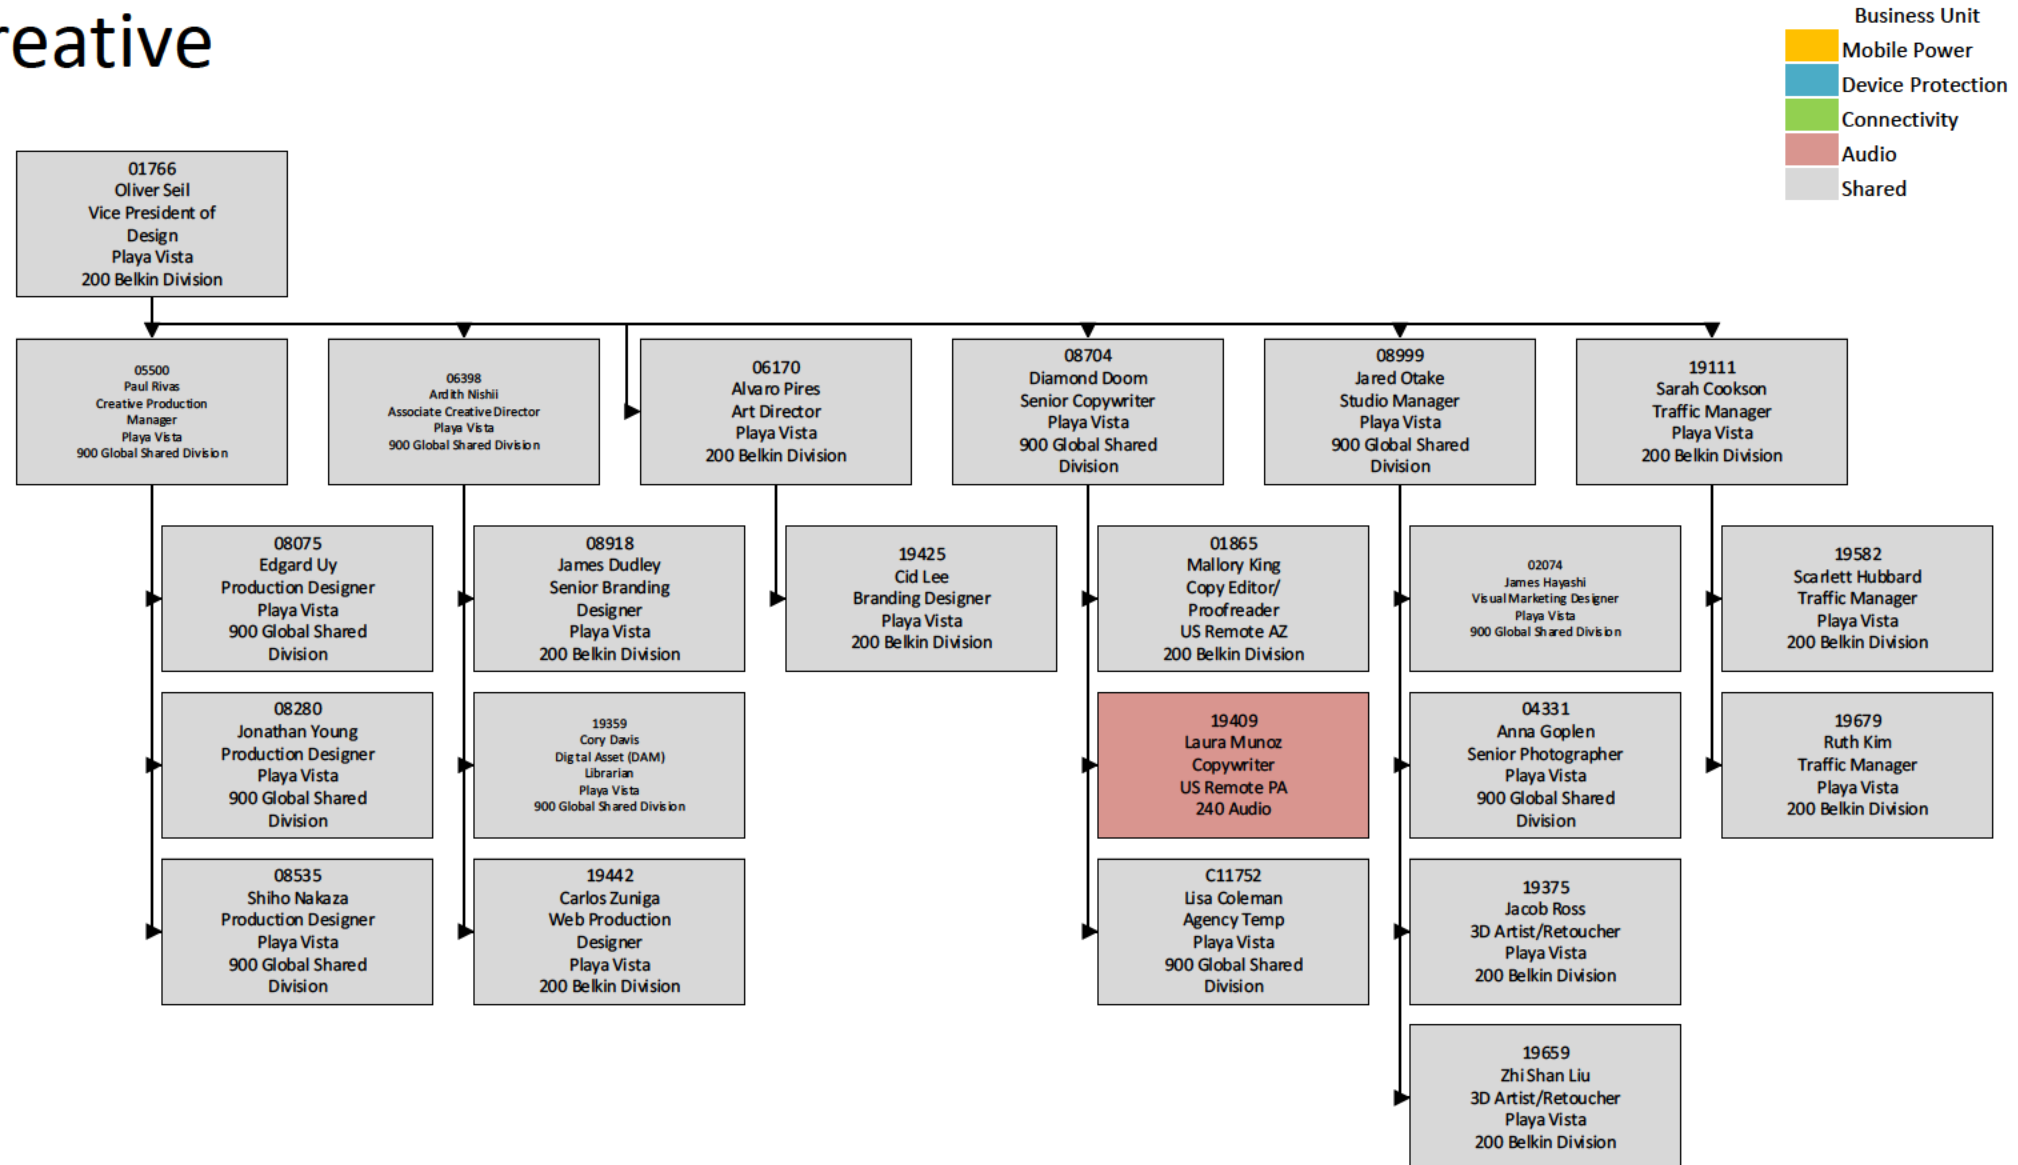 reative
Business Unit
Mobile Power
Device Protection
Connectivity
Audio
Shared
01766
Oliver Seil
Vice President of
Design
Playa Vista
200 Belkin Division
05500
Paul Rivas
Creative Production
Manager
Playa Vista
900 Global Shared Division
06398
Ardith Nishii
Associate Creative Director
Playa Vista
900 Global Shared Division
06170
Alvaro Pires
Art Director
Playa Vista
200 Belkin Division
08704
Diamond Doom
Senior Copywriter
Playa Vista
900 Global Shared
Division
08999
Jared Otake
Studio Manager
Playa Vista
900 Global Shared
Division
19111
Sarah Cookson
Traffic Manager
Playa Vista
200 Belkin Division
08075
Edgard Uy
Production Designer
Playa Vista
900 Global Shared
Division
08918
James Dudley
Senior Branding
Designer
Playa Vista
200 Belkin Division
19425
Cid Lee
Branding Designer
Playa Vista
200 Belkin Division
01865
Mallory King
Copy Editor/
Proofreader
US Remote AZ
200 Belkin Division
02074
James Hayashi
Visual Marketing Designer
Playa Vista
900 Global Shared Division
19582
Scarlett Hubbard
Traffic Manager
Playa Vista
200 Belkin Division
08280
Jonathan Young
Production Designer
Playa Vista
900 Global Shared
Division
19359
Cory Davis
Digital Asset (DAM)
Librarian
Playa Vista
900 Global Shared Division
19409
Laura Munoz
Copywriter
US Remote PA
240 Audio
04331
Anna Goplen
Senior Photographer
Playa Vista
900 Global Shared
Division
19679
Ruth Kim
Traffic Manager
Playa Vista
200 Belkin Division
08535
Shiho Nakaza
Production Designer
Playa Vista
900 Global Shared
Division
19442
Carlos Zuniga
Web Production
Designer
Playa Vista
200 Belkin Division
C11752
Lisa Coleman
Agency Temp
Playa Vista
900 Global Shared
Division
19375
Jacob Ross
3D Artist/Retoucher
Playa Vista
200 Belkin Division
19659
Zhi Shan Liu
3D Artist/Retoucher
Playa Vista
200 Belkin Division